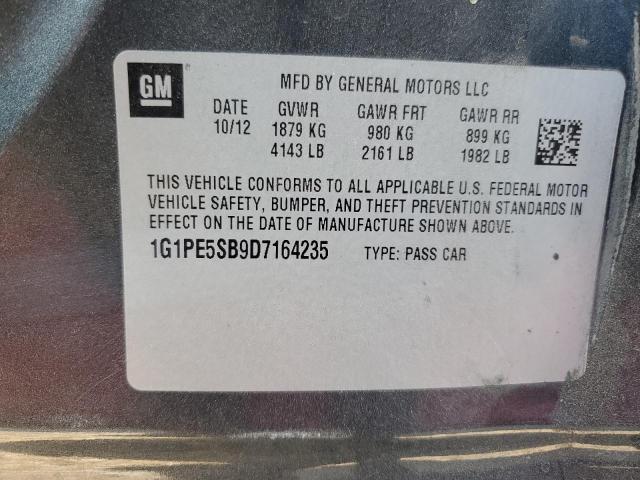 GM
MFD BY GENERAL MOTORS LLC
DATE GVWR GAWR FRT GAWR RR
10/12 1879 KG 980 KG 899 KG
4143 LB 2161 LB 1982 LB
THIS VEHICLE CONFORMS TO ALL APPLICABLE U.S. FEDERAL MOTOR
VEHICLE SAFETY, BUMPER, AND THEFT PREVENTION STANDARDS IN
EFFECT ON THE DATE OF MANUFACTURE SHOWN ABOVE.
1G1PE5SB9D7164235 TYPE: PASS CAR